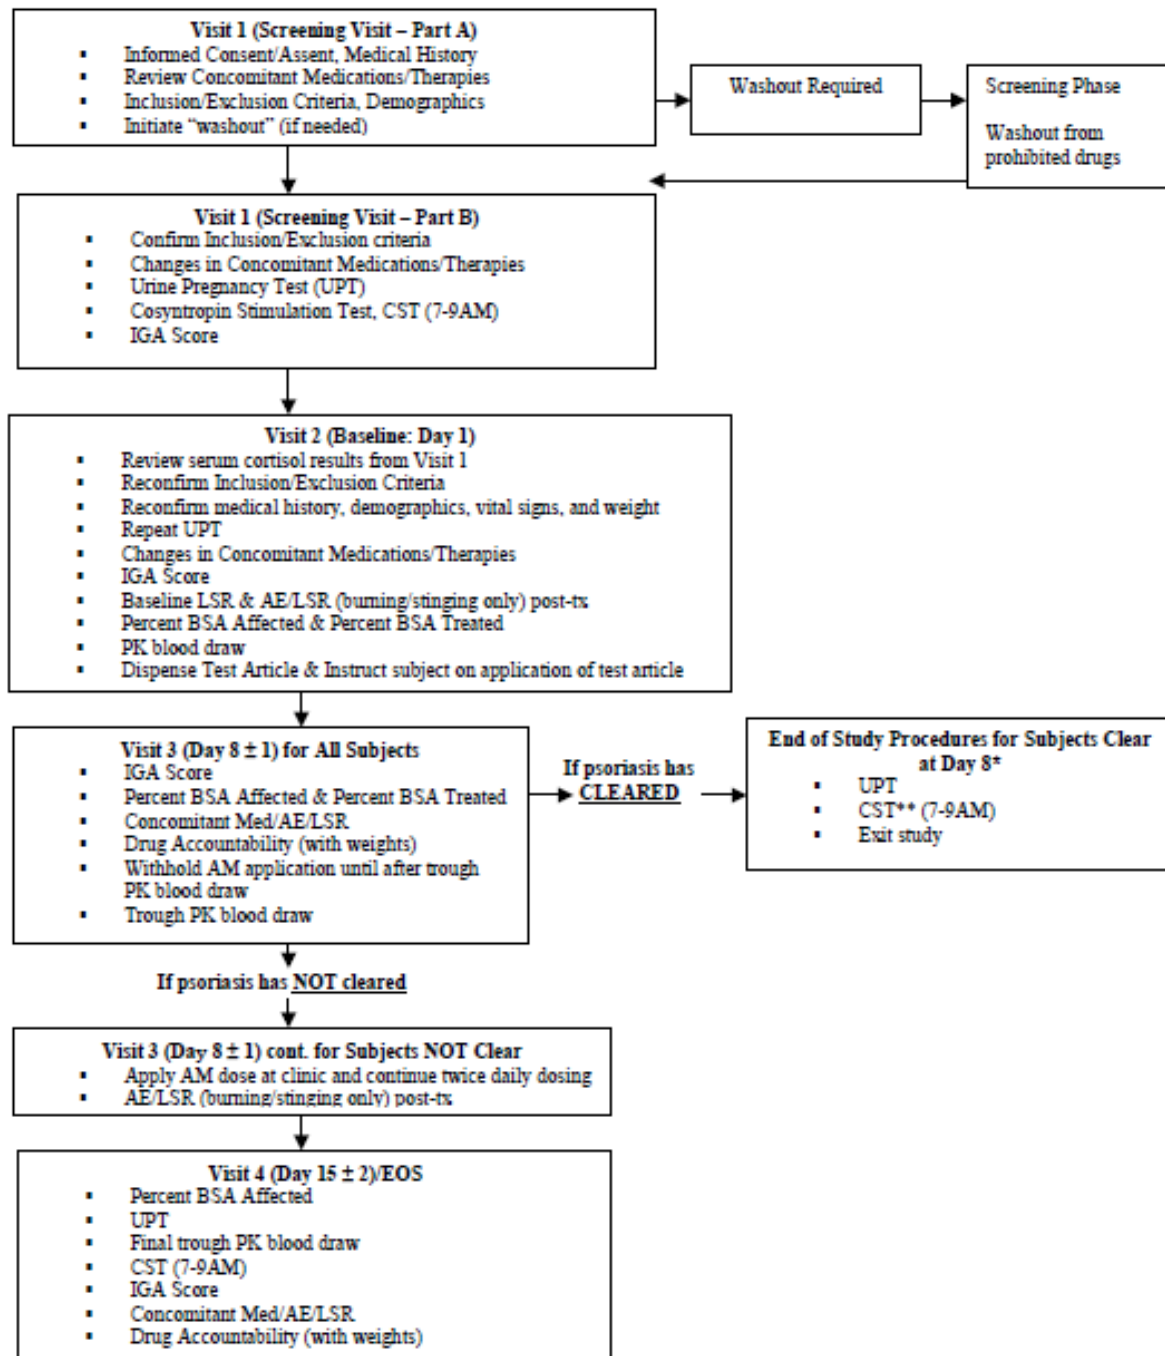 Visit 1 (Screening Visit – Part A)
▪ Informed Consent/Assent, Medical History
▪ Review Concomitant Medications/Therapies
▪ Inclusion/Exclusion Criteria, Demographics
▪ Initiate “washout” (if needed)
Washout Required
Screening Phase
Washout from
prohibited drugs
Visit 1 (Screening Visit – Part B)
▪ Confirm Inclusion/Exclusion criteria
▪ Changes in Concomitant Medications/Therapies
▪ Urine Pregnancy Test (UPT)
▪ Cosyntropin Stimulation Test, CST (7-9AM)
▪ IGA Score
Visit 2 (Baseline: Day 1)
▪ Review serum cortisol results from Visit 1
▪ Reconfirm Inclusion/Exclusion Criteria
▪ Reconfirm medical history, demographics, vital signs, and weight
▪ Repeat UPT
▪ Changes in Concomitant Medications/Therapies
▪ IGA Score
▪ Baseline LSR & AE/LSR (burning/stinging only) post-tx
▪ Percent BSA Affected & Percent BSA Treated
▪ PK blood draw
▪ Dispense Test Article & Instruct subject on application of test article
Visit 3 (Day 8 ± 1) for All Subjects
▪ IGA Score
▪ Percent BSA Affected & Percent BSA Treated
▪ Concomitant Med/AE/LSR
▪ Drug Accountability (with weights)
▪ Withhold AM application until after trough
PK blood draw
▪ Trough PK blood draw
If psoriasis has
CLEARED
End of Study Procedures for Subjects Clear
at Day 8*
▪ UPT
▪ CST** (7-9AM)
▪ Exit study
If psoriasis has NOT cleared
Visit 3 (Day 8 ± 1) cont. for Subjects NOT Clear
▪ Apply AM dose at clinic and continue twice daily dosing
▪ AE/LSR (burning/stinging only) post-tx
Visit 4 (Day 15 ± 2)/EOS
▪ Percent BSA Affected
▪ UPT
▪ Final trough PK blood draw
▪ CST (7-9AM)
▪ IGA Score
▪ Concomitant Med/AE/LSR
▪ Drug Accountability (with weights)